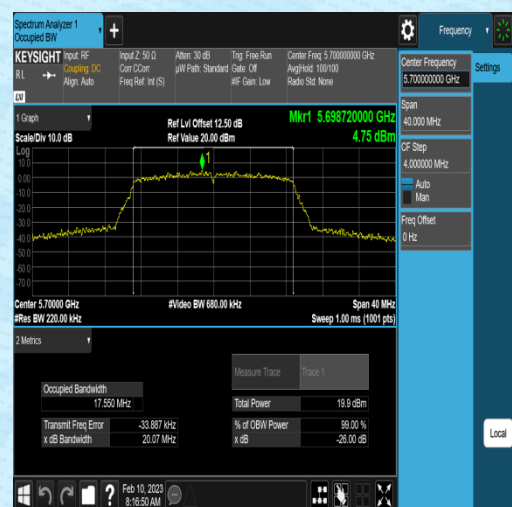 Spectrum Analyzer 1
Occupied BW
+
Frequency
KEYSIGHT
R L
Input: RF
Coupling: DC
Align: Auto
Input Z: 50 Ω
Corr CCorr
Freq Ref: Int (S)
Atten: 30 dB
µW Path: Standard
Trig: Free Run
Gate: Off
#IF Gain: Low
Center Freq: 5.700000000 GHz
Avg|Hold: 100/100
Radio Std: None
Center Frequency
5.700000000 GHz
Settings
Span
40.000 MHz
CF Step
4.000000 MHz
Auto
Man
Freq Offset
0 Hz
Local
1 Graph
Scale/Div 10.0 dB
Ref Lvl Offset 12.50 dB
Ref Value 20.00 dBm
Mkr1 5.698720000 GHz
4.75 dBm
Log
10.0
0.00
-10.0
-20.0
-30.0
-40.0
-50.0
-60.0
-70.0
1
Center 5.70000 GHz
#Res BW 220.00 kHz
#Video BW 680.00 kHz
Span 40 MHz
Sweep 1.00 ms (1001 pts)
2 Metrics
Measure Trace Trace 1
Occupied Bandwidth
17.550 MHz
Total Power 19.9 dBm
Transmit Freq Error -33.887 kHz
% of OBW Power 99.00 %
x dB Bandwidth 20.07 MHz
x dB -26.00 dB
Feb 10, 2023
8:16:50 AM
?